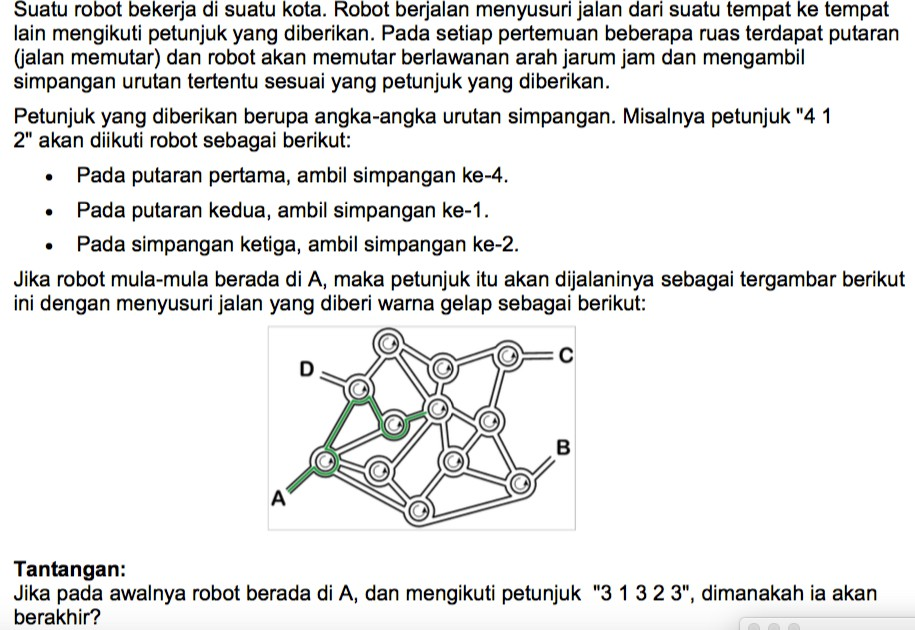 Suatu robot bekerja di suatu kota. Robot berjalan menyusuri jalan dari suatu tempat ke tempat
lain mengikuti petunjuk yang diberikan. Pada setiap pertemuan beberapa ruas terdapat putaran
(jalan memutar) dan robot akan memutar berlawanan arah jarum jam dan mengambil
simpangan urutan tertentu sesuai yang petunjuk yang diberikan.
Petunjuk yang diberikan berupa angka-angka urutan simpangan. Misalnya petunjuk "4 1
2" akan diikuti robot sebagai berikut:
• Pada putaran pertama, ambil simpangan ke-4.
• Pada putaran kedua, ambil simpangan ke-1.
• Pada simpangan ketiga, ambil simpangan ke-2.
Jika robot mula-mula berada di A, maka petunjuk itu akan dijalaninya sebagai tergambar berikut
ini dengan menyusuri jalan yang diberi warna gelap sebagai berikut:
D
C
B
A
Tantangan:
Jika pada awalnya robot berada di A, dan mengikuti petunjuk "3 1 3 2 3", dimanakah ia akan
berakhir?